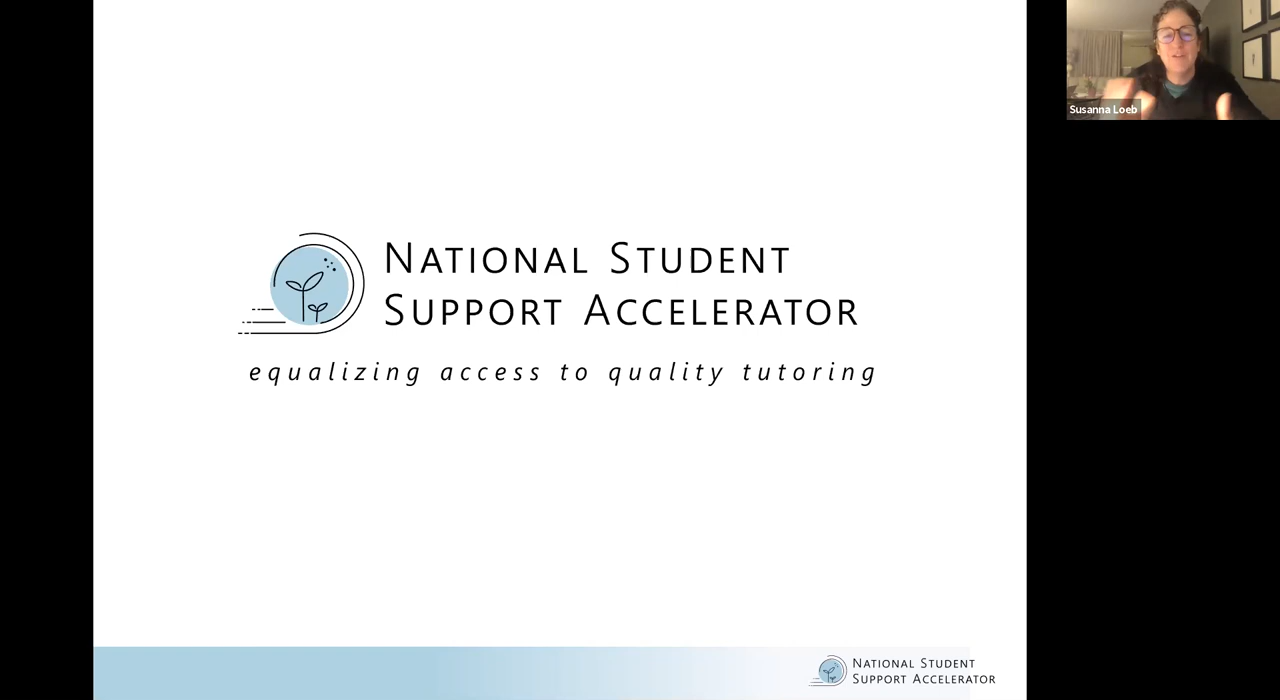 Susanna Loeb
NATIONAL STUDENT
SUPPORT ACCELERATOR
equalizing access to quality tutoring
NATIONAL STUDENT
SUPPORT ACCELERATOR